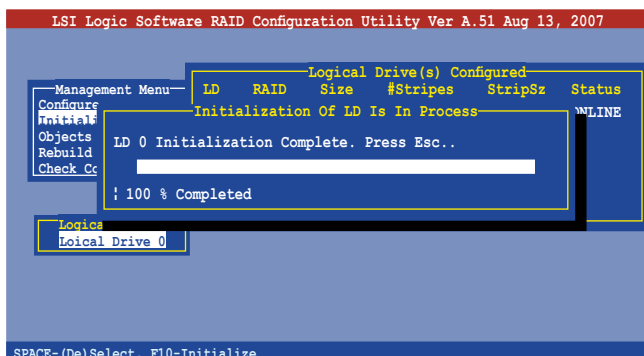 LSI Logic Software RAID Configuration Utility Ver A.51 Aug 13, 2007
Logical Drive(s) Configured
Management Menu
LD RAID Size #Stripes StripSz Status
Configure
Initialization Of LD Is In Process
Initiali
ONLINE
Objects
LD 0 Initialization Complete. Press Esc..
Rebuild
Check Co
¦ 100 % Completed
Logica
Loical Drive 0
SPACE-(De)Select, F10-Initialize